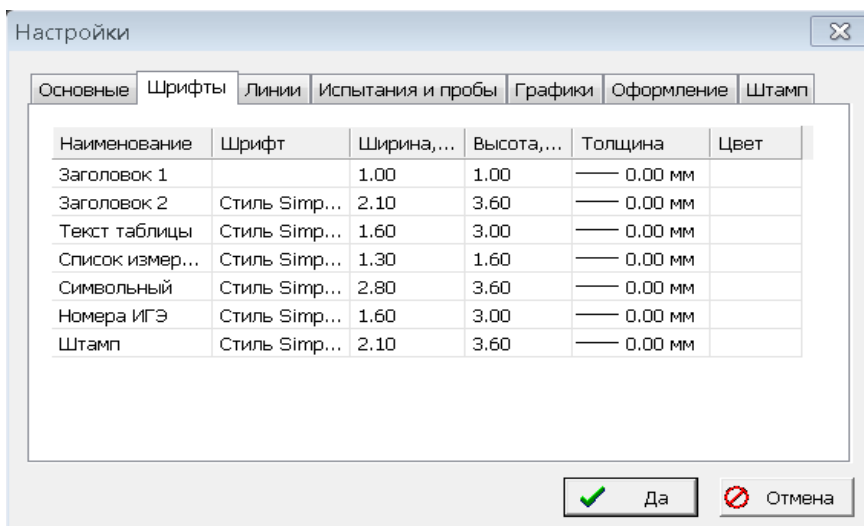 Настройки
Основные Шрифты Линии Испытания и пробы Графики Оформление Штамп
Наименование Шрифт Ширина,... Высота,... Толщина Цвет
Заголовок 1 1.00 1.00 0.00 мм
Заголовок 2 Стиль Simp... 2.10 3.60 0.00 мм
Текст таблицы Стиль Simp... 1.60 3.00 0.00 мм
Список измер... Стиль Simp... 1.30 1.60 0.00 мм
Символьный Стиль Simp... 2.80 3.60 0.00 мм
Номера ИГЭ Стиль Simp... 1.60 3.00 0.00 мм
Штамп Стиль Simp... 2.10 3.60 0.00 мм
Да Отмена